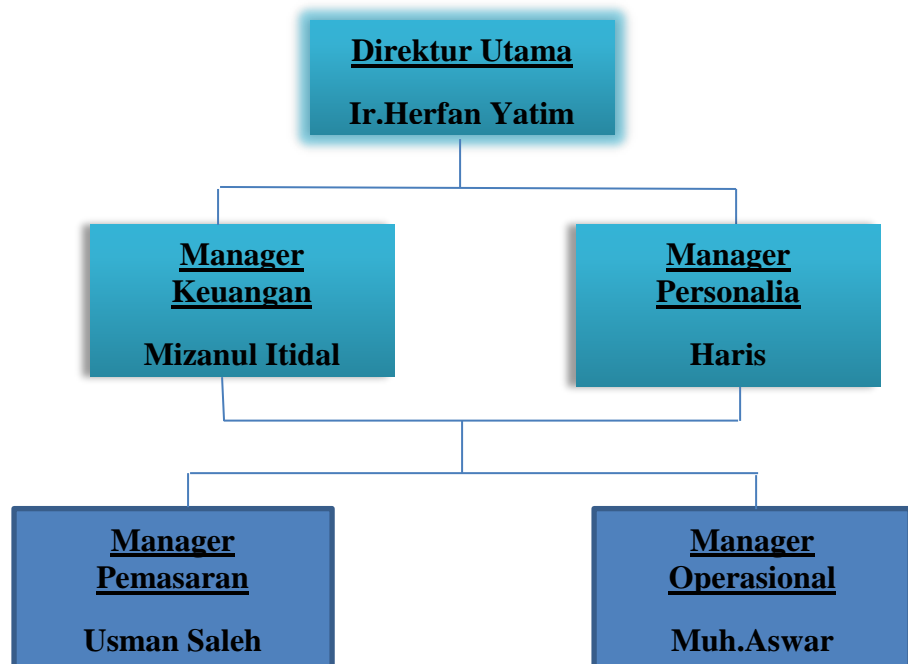 Direktur Utama
Ir.Herfan Yatim
Manager
Keuangan
Mizanul Itidal
Manager
Personalia
Haris
Manager
Pemasaran
Usman Saleh
Manager
Operasional
Muh.Aswar